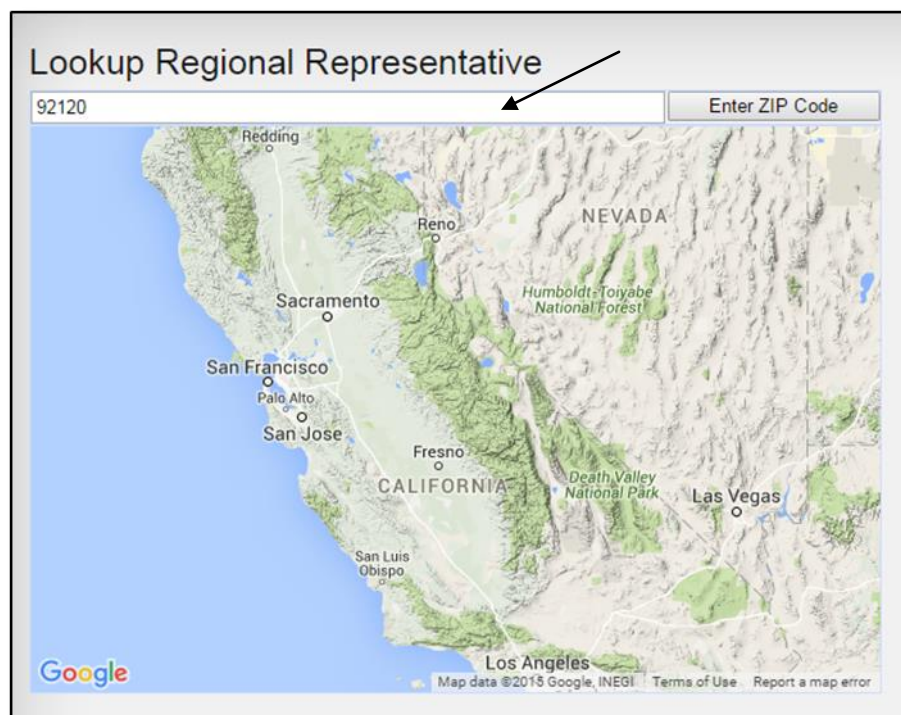 Lookup Regional Representative
92120
Enter ZIP Code
Redding
Reno
NEVADA
Humboldt-Toiyabe
National Forest
Sacramento
San Francisco
Palo Alto
San Jose
Fresno
CALIFORNIA
Death Valley
National Park
Las Vegas
San Luis
Obispo
Los Angeles
Google
Map data ©2015 Google, INEGI
Terms of Use
Report a map error